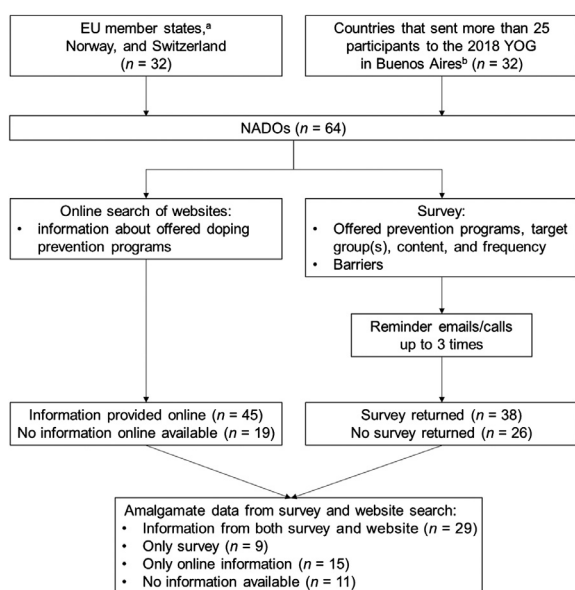 EU member states,ᵃ
Norway, and Switzerland
(n = 32)
Countries that sent more than 25
participants to the 2018 YOG
in Buenos Airesᵇ (n = 32)
NADOs (n = 64)
Online search of websites:
• information about offered doping
prevention programs
Survey:
• Offered prevention programs, target
group(s), content, and frequency
• Barriers
Reminder emails/calls
up to 3 times
Information provided online (n = 45)
No information online available (n = 19)
Survey returned (n = 38)
No survey returned (n = 26)
Amalgamate data from survey and website search:
• Information from both survey and website (n = 29)
• Only survey (n = 9)
• Only online information (n = 15)
• No information available (n = 11)